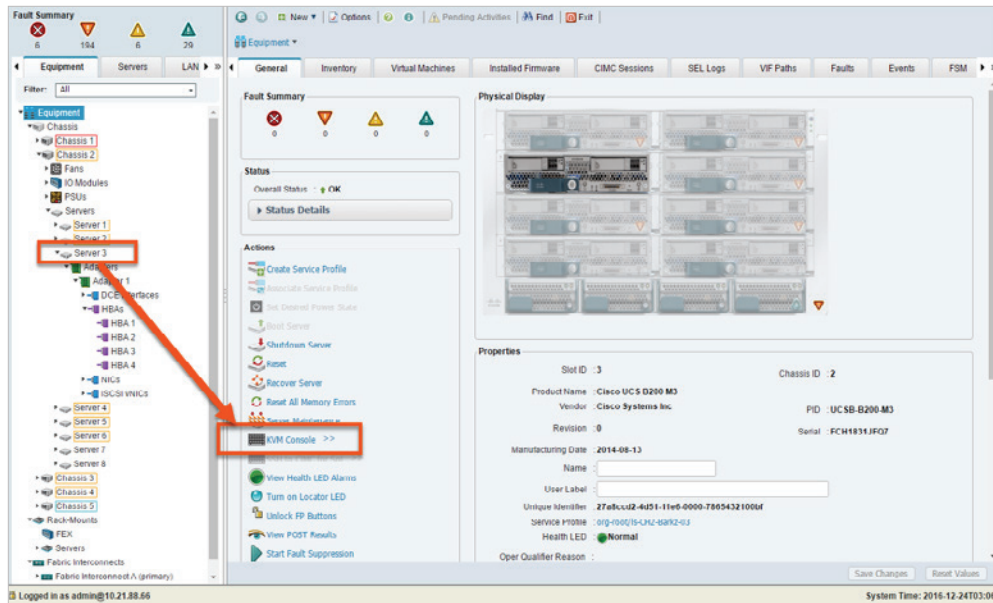 Fault Summary
6 194 6 29
Equipment Servers LAN
Filter: All
Equipment
Chassis
Chassis 1
Chassis 2
Fans
IO Modules
PSUs
Servers
Server 1
Server 2
Server 3
Adapters
Adapter 1
DCE Interfaces
HBAs
HBA 1
HBA 2
HBA 3
HBA 4
NICs
iSCSI vNICs
Server 4
Server 5
Server 6
Server 7
Server 8
Chassis 3
Chassis 4
Chassis 5
Rack-Mounts
FEX
Servers
Fabric Interconnects
Fabric Interconnect A (primary)
New Options Pending Activities Find Exit
Equipment
General Inventory Virtual Machines Installed Firmware CIMC Sessions SEL Logs VIF Paths Faults Events FSM
Fault Summary
0 0 0 0
Status
Overall Status : OK
Status Details
Actions
Create Service Profile
Associate Service Profile
Set Desired Power State
Boot Server
Shutdown Server
Reset
Recover Server
Reset All Memory Errors
Server Maintenance
KVM Console >>
View Health LED Alarms
Turn on Locator LED
Unlock FP Buttons
View POST Results
Start Fault Suppression
Physical Display
Properties
Slot ID : 3 Chassis ID : 2
Product Name : Cisco UCS B200 M3
Vendor : Cisco Systems Inc PID : UCSB-B200-M3
Revision : 0 Serial : FCH1831JFQ7
Manufacturing Date : 2014-08-13
Name :
User Label :
Unique Identifier :
Service Profile :
Health LED : Normal
Oper Qualifier Reason :
Save Changes Reset Values
Logged in as admin@10.21.88.66 System Time: 2016-12-24T03:06